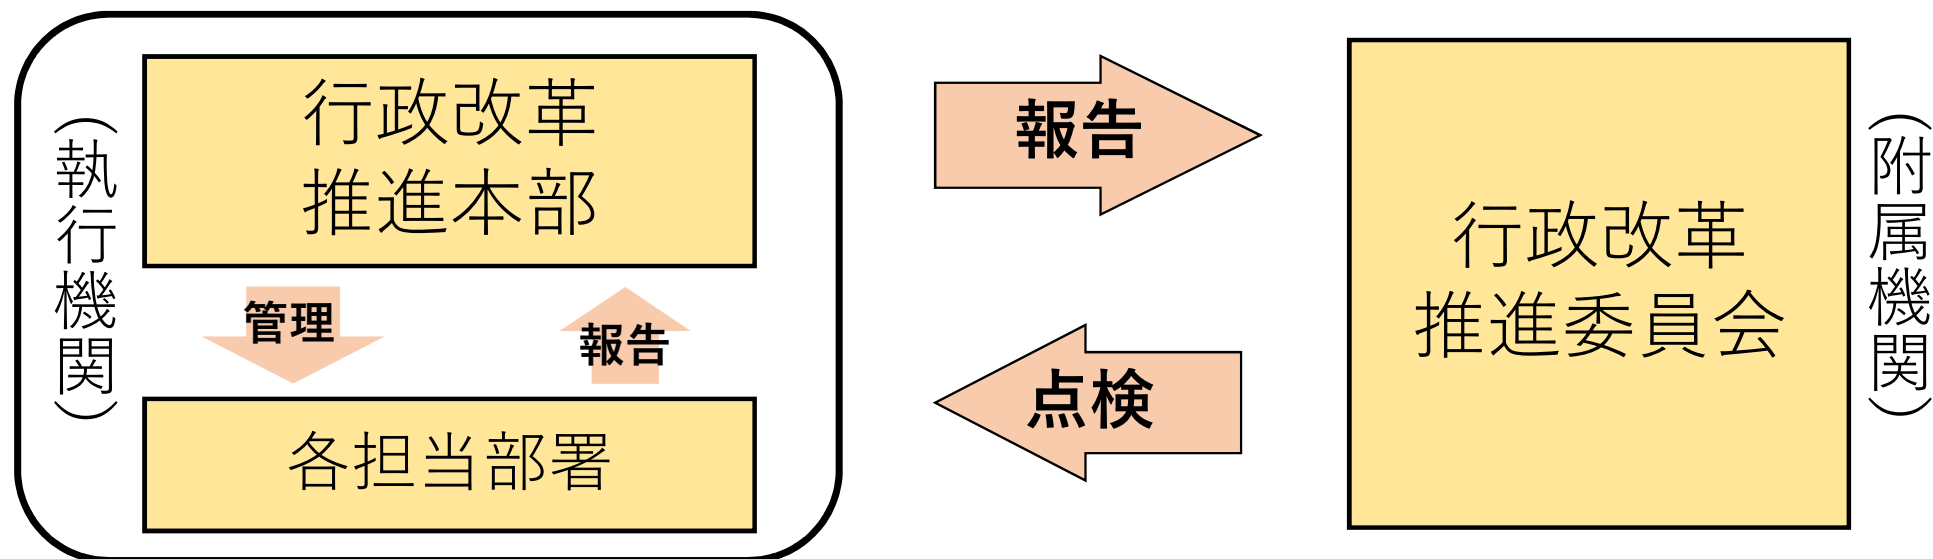 （執行機関）
行政改革
推進本部
管理
報告
各担当部署
報告
点検
行政改革
推進委員会
（附属機関）